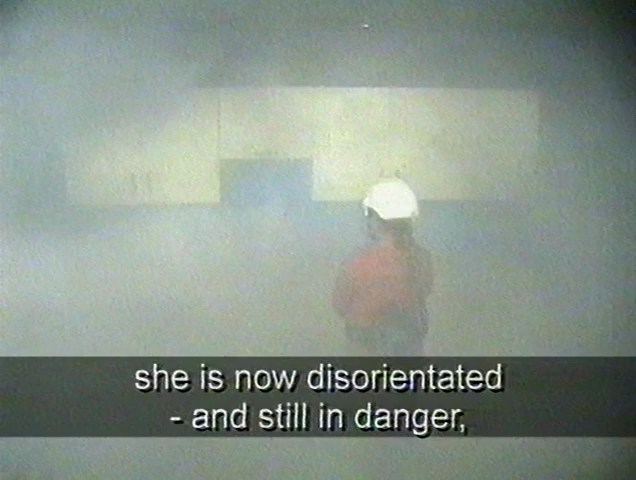 she is now disorientated
- and still in danger,